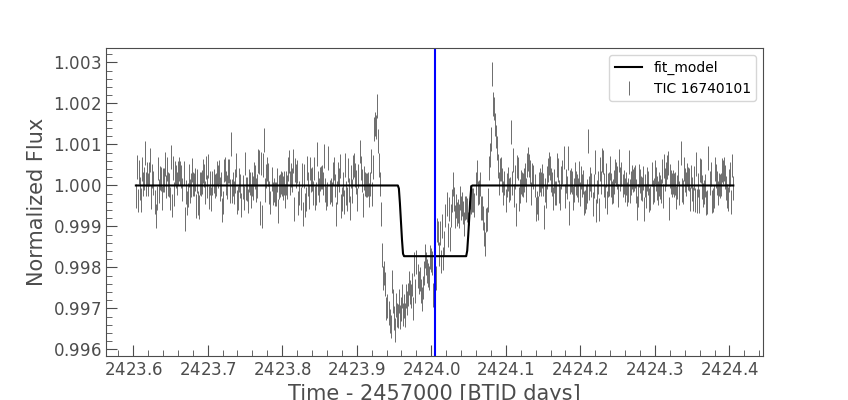 1.003
1.002
1.001
1.000
0.999
0.998
0.997
0.996
Normalized Flux
fit_model
TIC 16740101
2423.6 2423.7 2423.8 2423.9 2424.0 2424.1 2424.2 2424.3 2424.4
Time - 2457000 [BTJD days]